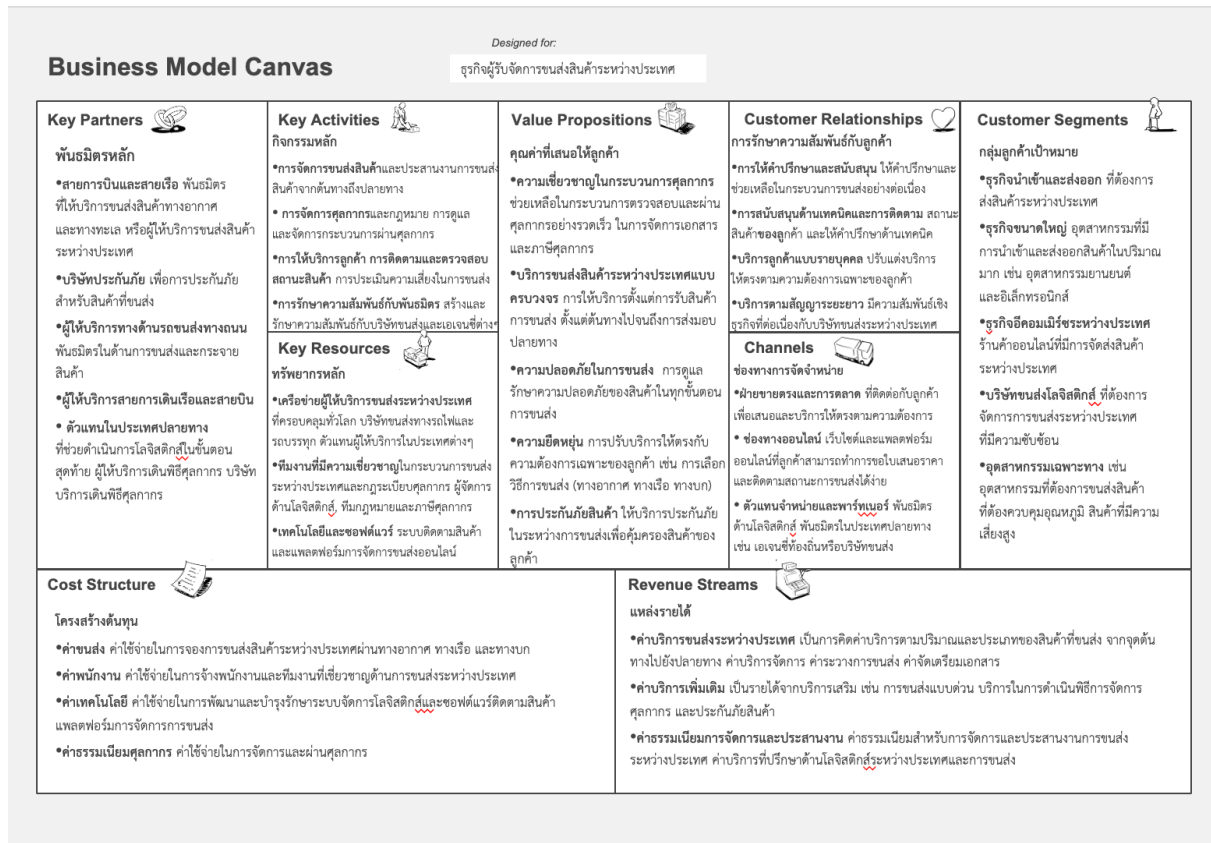 Designed for:
Business Model Canvas
ธุรกิจผู้รับจัดการขนส่งสินค้าระหว่างประเทศ
Key Partners
พันธมิตรหลัก
•สายการบินและสายเรือ พันธมิตร
ที่ให้บริการขนส่งสินค้าทางอากาศ
และทางทะเล หรือผู้ให้บริการขนส่งสินค้า
ระหว่างประเทศ
•บริษัทประกันภัย เพื่อการประกันภัย
สำหรับสินค้าที่ขนส่ง
•ผู้ให้บริการทางด้านรถขนส่งทางถนน
พันธมิตรในด้านการขนส่งและกระจาย
สินค้า
•ผู้ให้บริการสายการเดินเรือและสายบิน
• ตัวแทนในประเทศปลายทาง
ที่ช่วยดำเนินการโลจิสติกส์ในขั้นตอน
สุดท้าย ผู้ให้บริการเดินพิธีศุลกากร บริษัท
บริการเดินพิธีศุลกากร
Key Activities
กิจกรรมหลัก
•การจัดการขนส่งสินค้าและประสานงานการขนส่ง
สินค้าจากต้นทางถึงปลายทาง
• การจัดการศุลกากรและกฎหมาย การดูแล
และจัดการกระบวนการผ่านศุลกากร
•การให้บริการลูกค้า การติดตามและตรวจสอบ
สถานะสินค้า การประเมินความเสี่ยงในการขนส่ง
•การรักษาความสัมพันธ์กับพันธมิตร สร้างและ
รักษาความสัมพันธ์กับบริษัทขนส่งและเอเจนซี่ต่างๆ
Key Resources
ทรัพยากรหลัก
•เครือข่ายผู้ให้บริการขนส่งระหว่างประเทศ
ที่ครอบคลุมทั่วโลก บริษัทขนส่งทางรถไฟและ
รถบรรทุก ตัวแทนผู้ให้บริการในประเทศต่างๆ
•ทีมงานที่มีความเชี่ยวชาญในกระบวนการขนส่ง
ระหว่างประเทศและกฎระเบียบศุลกากร ผู้จัดการ
ด้านโลจิสติกส์, ทีมกฎหมายและภาษีศุลกากร
•เทคโนโลยีและซอฟต์แวร์ ระบบติดตามสินค้า
และแพลตฟอร์มการจัดการขนส่งออนไลน์
Value Propositions
คุณค่าที่เสนอให้ลูกค้า
•ความเชี่ยวชาญในกระบวนการศุลกากร
ช่วยเหลือในกระบวนการตรวจสอบและผ่าน
ศุลกากรอย่างรวดเร็ว ในการจัดการเอกสาร
และภาษีศุลกากร
•บริการขนส่งสินค้าระหว่างประเทศแบบ
ครบวงจร การให้บริการตั้งแต่การรับสินค้า
การขนส่ง ตั้งแต่ต้นทางไปจนถึงการส่งมอบ
ปลายทาง
•ความปลอดภัยในการขนส่ง การดูแล
รักษาความปลอดภัยของสินค้าในทุกขั้นตอน
การขนส่ง
•ความยืดหยุ่น การปรับบริการให้ตรงกับ
ความต้องการเฉพาะของลูกค้า เช่น การเลือก
วิธีการขนส่ง (ทางอากาศ ทางเรือ ทางบก)
•การประกันภัยสินค้า ให้บริการประกันภัย
ในระหว่างการขนส่งเพื่อคุ้มครองสินค้าของ
ลูกค้า
Customer Relationships
การรักษาความสัมพันธ์กับลูกค้า
•การให้คำปรึกษาและสนับสนุน ให้คำปรึกษาและ
ช่วยเหลือในกระบวนการขนส่งอย่างต่อเนื่อง
•การสนับสนุนด้านเทคนิคและการติดตาม สถานะ
สินค้าของลูกค้า และให้คำปรึกษาด้านเทคนิค
•บริการลูกค้าแบบรายบุคคล ปรับแต่งบริการ
ให้ตรงตามความต้องการเฉพาะของลูกค้า
•บริการตามสัญญาระยะยาว มีความสัมพันธ์เชิง
ธุรกิจที่ต่อเนื่องกับบริษัทขนส่งระหว่างประเทศ
Channels
ช่องทางการจัดจำหน่าย
•ฝ่ายขายตรงและการตลาด ที่ติดต่อกับลูกค้า
เพื่อเสนอและบริการให้ตรงตามความต้องการ
• ช่องทางออนไลน์ เว็บไซต์และแพลตฟอร์ม
ออนไลน์ที่ลูกค้าสามารถทำการขอใบเสนอราคา
และติดตามสถานะการขนส่งได้ง่าย
• ตัวแทนจำหน่ายและพาร์ทเนอร์ พันธมิตร
ด้านโลจิสติกส์ พันธมิตรในประเทศปลายทาง
เช่น เอเจนซี่ท้องถิ่นหรือบริษัทขนส่ง
Customer Segments
กลุ่มลูกค้าเป้าหมาย
•ธุรกิจนำเข้าและส่งออก ที่ต้องการ
ส่งสินค้าระหว่างประเทศ
•ธุรกิจขนาดใหญ่ อุตสาหกรรมที่มี
การนำเข้าและส่งออกสินค้าในปริมาณ
มาก เช่น อุตสาหกรรมยานยนต์
และอิเล็กทรอนิกส์
•ธุรกิจอีคอมเมิร์ซระหว่างประเทศ
ร้านค้าออนไลน์ที่มีการจัดส่งสินค้า
ระหว่างประเทศ
•บริษัทขนส่งโลจิสติกส์ ที่ต้องการ
จัดการการขนส่งระหว่างประเทศ
ที่มีความซับซ้อน
•อุตสาหกรรมเฉพาะทาง เช่น
อุตสาหกรรมที่ต้องการขนส่งสินค้า
ที่ต้องควบคุมอุณหภูมิ สินค้าที่มีความ
เสี่ยงสูง
Cost Structure
โครงสร้างต้นทุน
•ค่าขนส่ง ค่าใช้จ่ายในการจองการขนส่งสินค้าระหว่างประเทศผ่านทางอากาศ ทางเรือ และทางบก
•ค่าพนักงาน ค่าใช้จ่ายในการจ้างพนักงานและทีมงานที่เชี่ยวชาญด้านการขนส่งระหว่างประเทศ
•ค่าเทคโนโลยี ค่าใช้จ่ายในการพัฒนาและบำรุงรักษาระบบจัดการโลจิสติกส์และซอฟต์แวร์ติดตามสินค้า
แพลตฟอร์มการจัดการการขนส่ง
•ค่าธรรมเนียมศุลกากร ค่าใช้จ่ายในการจัดการและผ่านศุลกากร
Revenue Streams
แหล่งรายได้
•ค่าบริการขนส่งระหว่างประเทศ เป็นการคิดค่าบริการตามปริมาณและประเภทของสินค้าที่ขนส่ง จากจุดต้น
ทางไปยังปลายทาง ค่าบริการจัดการ ค่าระวางการขนส่ง ค่าจัดเตรียมเอกสาร
•ค่าบริการเพิ่มเติม เป็นรายได้จากบริการเสริม เช่น การขนส่งแบบด่วน บริการในการดำเนินพิธีการจัดการ
ศุลกากร และประกันภัยสินค้า
•ค่าธรรมเนียมการจัดการและประสานงาน ค่าธรรมเนียมสำหรับการจัดการและประสานงานการขนส่ง
ระหว่างประเทศ ค่าบริการที่ปรึกษาด้านโลจิสติกส์ระหว่างประเทศและการขนส่ง